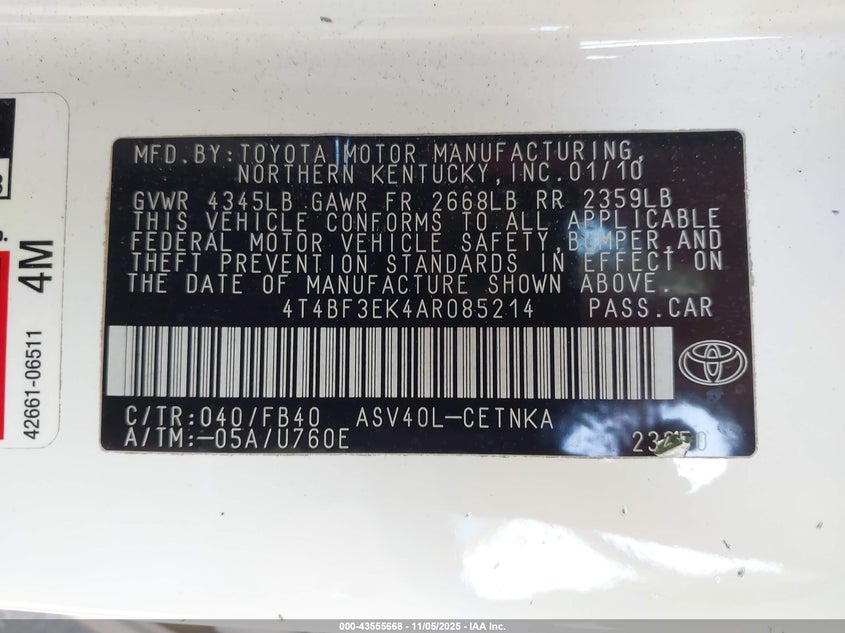 MFD.BY:TOYOTA MOTOR MANUFACTURING,
NORTHERN KENTUCKY,INC.01/10
GVWR 4345LB GAWR FR 2668LB RR 2359LB
THIS VEHICLE CONFORMS TO ALL APPLICABLE
FEDERAL MOTOR VEHICLE SAFETY,BUMPER,AND
THEFT PREVENTION STANDARDS IN EFFECT ON
THE DATE OF MANUFACTURE SHOWN ABOVE.
4T4BF3EK4AR085214 PASS.CAR
C/TR:040/FB40 ASV40L-CETNKA
A/TM:-05A/U760E
4M
42661-06511
000-43555668 - 11/05/2025 - IAA Inc.